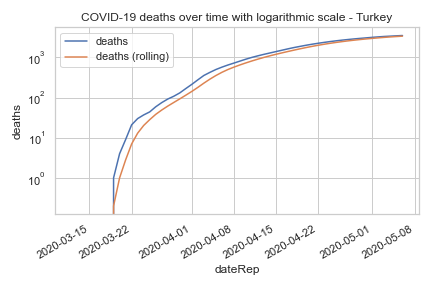 COVID-19 deaths over time with logarithmic scale - Turkey
deaths
deaths (rolling)
10³
10²
10¹
10⁰
deaths
2020-03-15
2020-03-22
2020-04-01
2020-04-08
2020-04-15
2020-04-22
2020-05-01
2020-05-08
dateRep